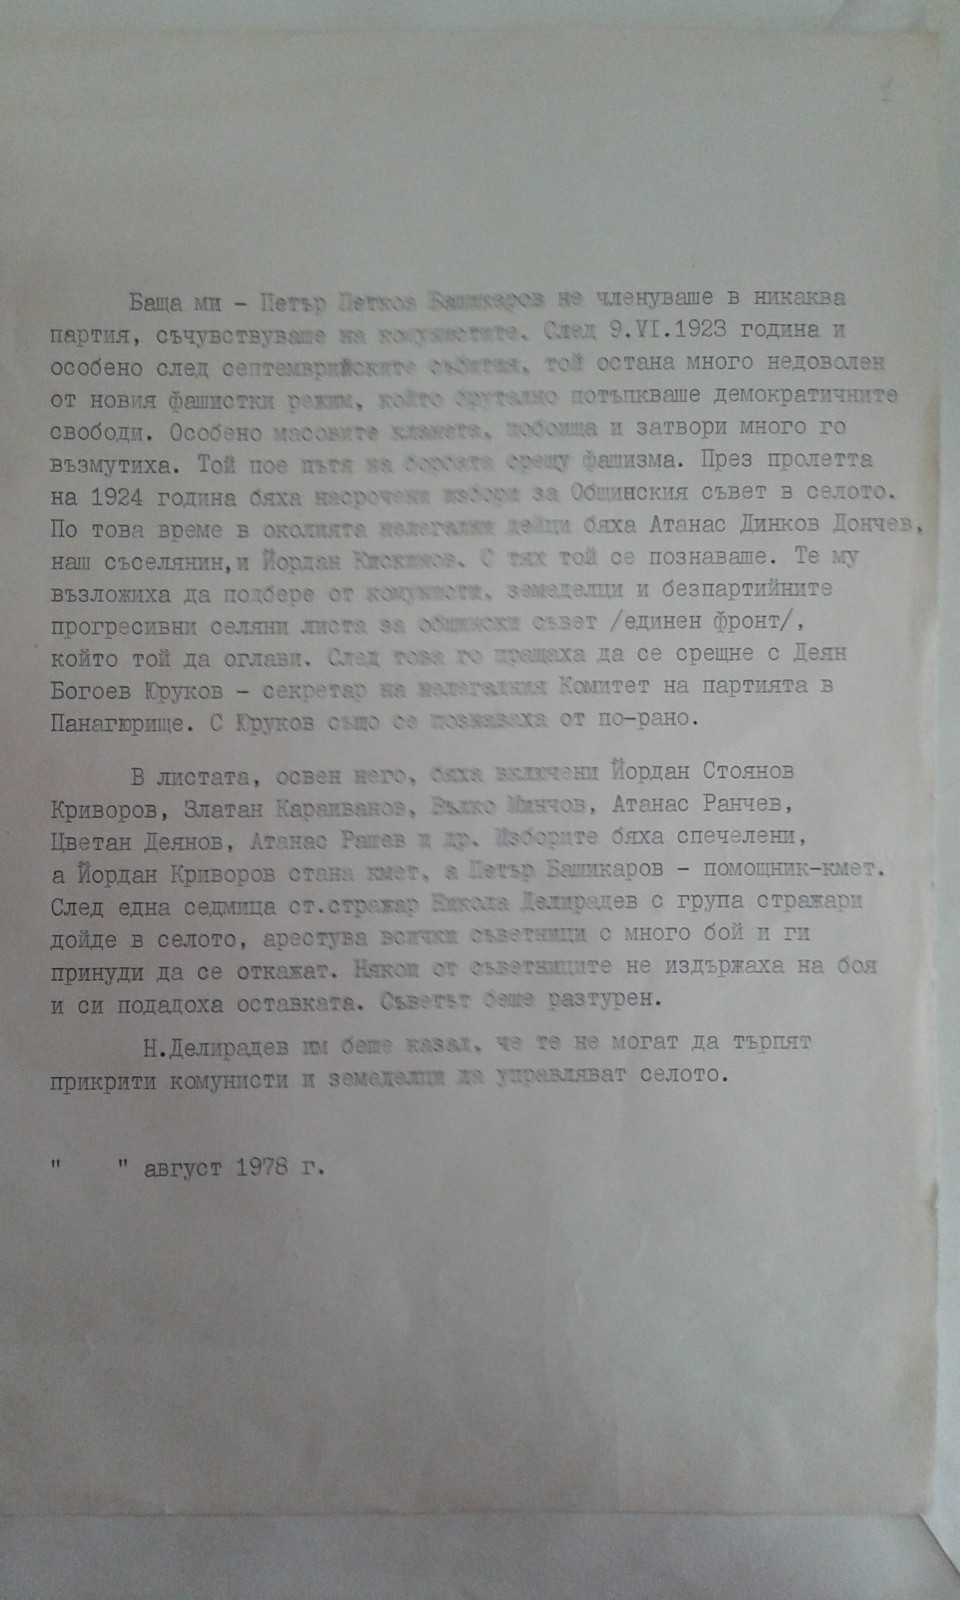 Баща ми - Петър Петков Башикаров не членуваше в никаква
партия, съчувствуваше на комунистите. След 9.VI.1923 година и
особено след септемврийските събития, той остана много недоволен
от новия фашистки режим, който брутално потъпкваше демократичните
свободи. Особено масовите кланета, побоища и затвори много го
възмутиха. Той пое пътя на борбата срещу фашизма. През пролетта
на 1924 година бяха насрочени избори за Общинския съвет в селото.
По това време в околията нелегални дейци бяха Атанас Динков Дончев,
наш съселянин,и Йордан Кискинов. С тях той се познаваше. Те му
възложиха да подбере от комунисти, земеделци и безпартийните
прогресивни селяни листа за общински съвет /единен фронт/,
който той да оглави. След това го пращаха да се срещне с Деян
Богоев Юруков - секретар на нелегалния Комитет на партията в
Панагюрище. С Юруков също се познаваха от по-рано.
В листата, освен него, бяха включени Йордан Стоянов
Криворов, Златан Караиванов, Вълко Минчов, Атанас Ранчев,
Цветан Деянов, Атанас Рашев и др. Изборите бяха спечелени,
а Йордан Криворов стана кмет, а Петър Башикаров - помощник-кмет.
След една седмица ст.стражар Никола Делирадев с група стражари
дойде в селото, арестува всички съветници с много бой и ги
принуди да се откажат. Някои от съветниците не издържаха на боя
и си подадоха оставката. Съветът беше разтурен.
Н.Делирадев им беше казал, че те не могат да търпят
прикрити комунисти и земеделци да управляват селото.
" " август 1978 г.